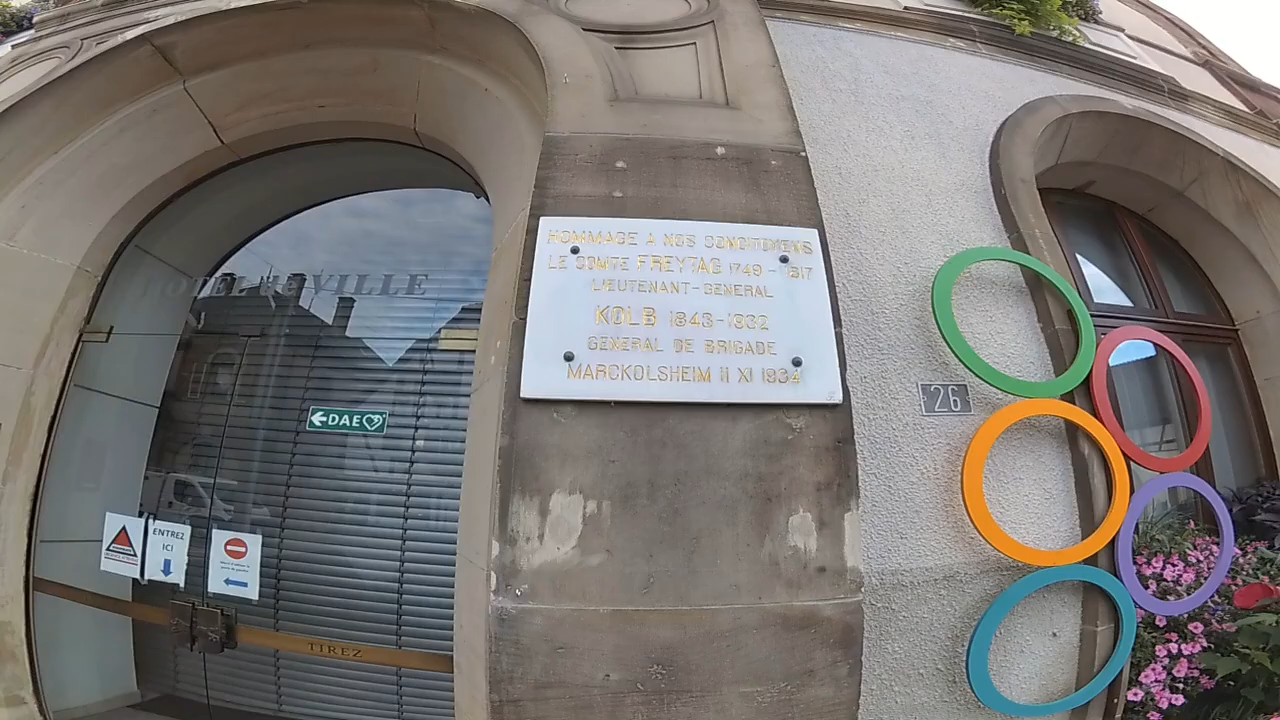 HOTEL de VILLE
DAE
ENTREZ
ICI
TIREZ
HOMMAGE A NOS CONCITOYENS
LE COMTE FREYTAG 1749 - 1817
LIEUTENANT-GENERAL
KOLB 1843-1932
GENERAL DE BRIGADE
MARCKOLSHEIM 11 XI 1934
26